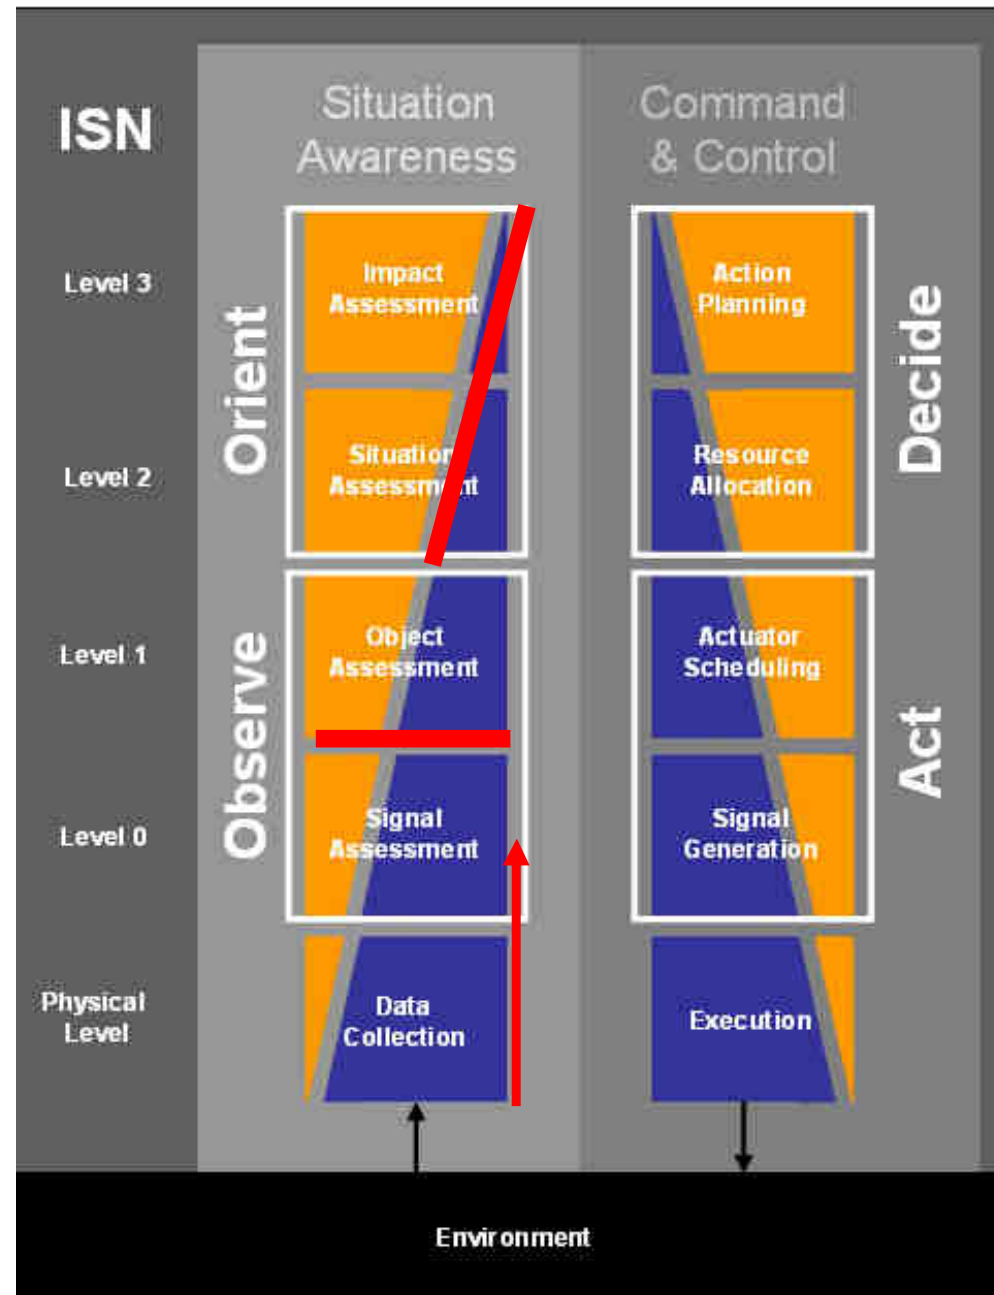 ISN
Situation
Awareness
Command
& Control
Level 3
Impact
Assessment
Action
Planning
Orient
Decide
Level 2
Situation
Assessment
Resource
Allocation
Level 1
Object
Assessment
Actuator
Scheduling
Observe
Act
Level 0
Signal
Assessment
Signal
Generation
Physical
Level
Data
Collection
Execution
Environment